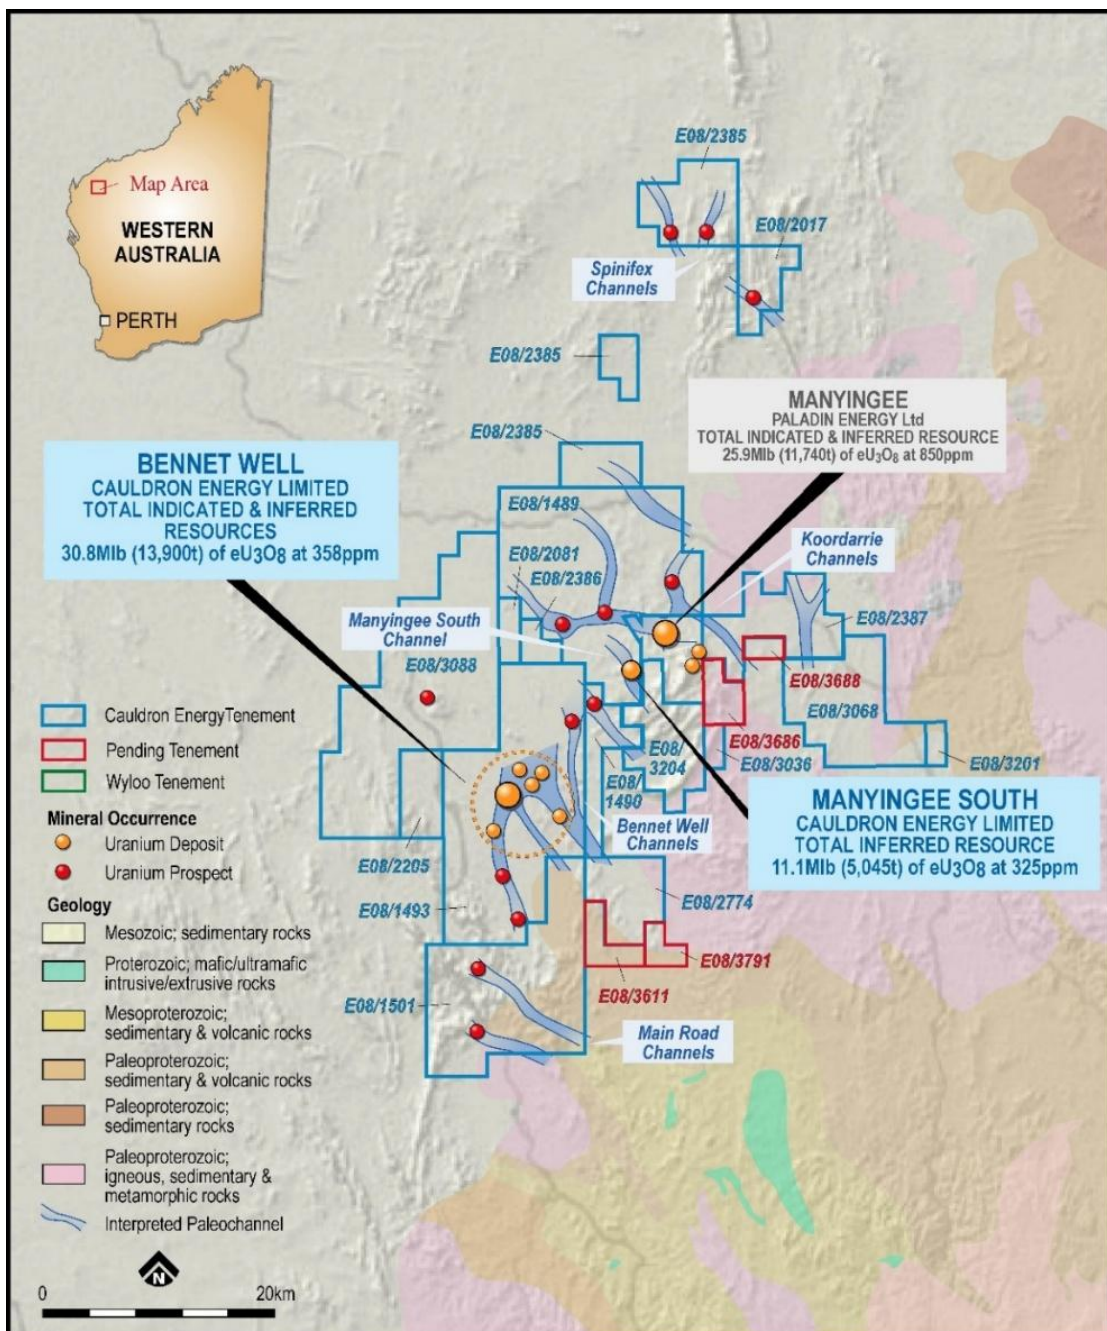 E08/2385
Map Area
WESTERN
AUSTRALIA
PERTH
E08/2017
Spinifex
Channels
E08/2385
MANYINGEE
PALADIN ENERGY Ltd
TOTAL INDICATED & INFERRED RESOURCE
25.9Mlb (11,740t) of eU3O8 at 850ppm
E08/2385
BENNET WELL
CAULDRON ENERGY LIMITED
TOTAL INDICATED & INFERRED
RESOURCES
30.8Mlb (13,900t) of eU3O8 at 358ppm
E08/1489
Koordarrie
Channels
E08/2081
E08/2386
Manyingee South
Channel
E08/2387
E08/3088
E08/3688
E08/3068
Cauldron EnergyTenement
Pending Tenement
Wyloo Tenement
E08/3686
E08/
3204
E08/3036
E08/3201
E08/
1490
MANYINGEE SOUTH
CAULDRON ENERGY LIMITED
TOTAL INFERRED RESOURCE
11.1Mlb (5,045t) of eU3O8 at 325ppm
Mineral Occurrence
Uranium Deposit
Uranium Prospect
Bennet Well
Channels
E08/2205
E08/1493
E08/2774
Geology
Mesozoic; sedimentary rocks
Proterozoic; mafic/ultramafic
intrusive/extrusive rocks
Mesoproterozoic;
sedimentary & volcanic rocks
Paleoproterozoic;
sedimentary & volcanic rocks
Paleoproterozoic;
sedimentary rocks
Paleoproterozoic;
igneous, sedimentary &
metamorphic rocks
Interpreted Paleochannel
E08/3791
E08/3611
E08/1501
Main Road
Channels
N
0
20km